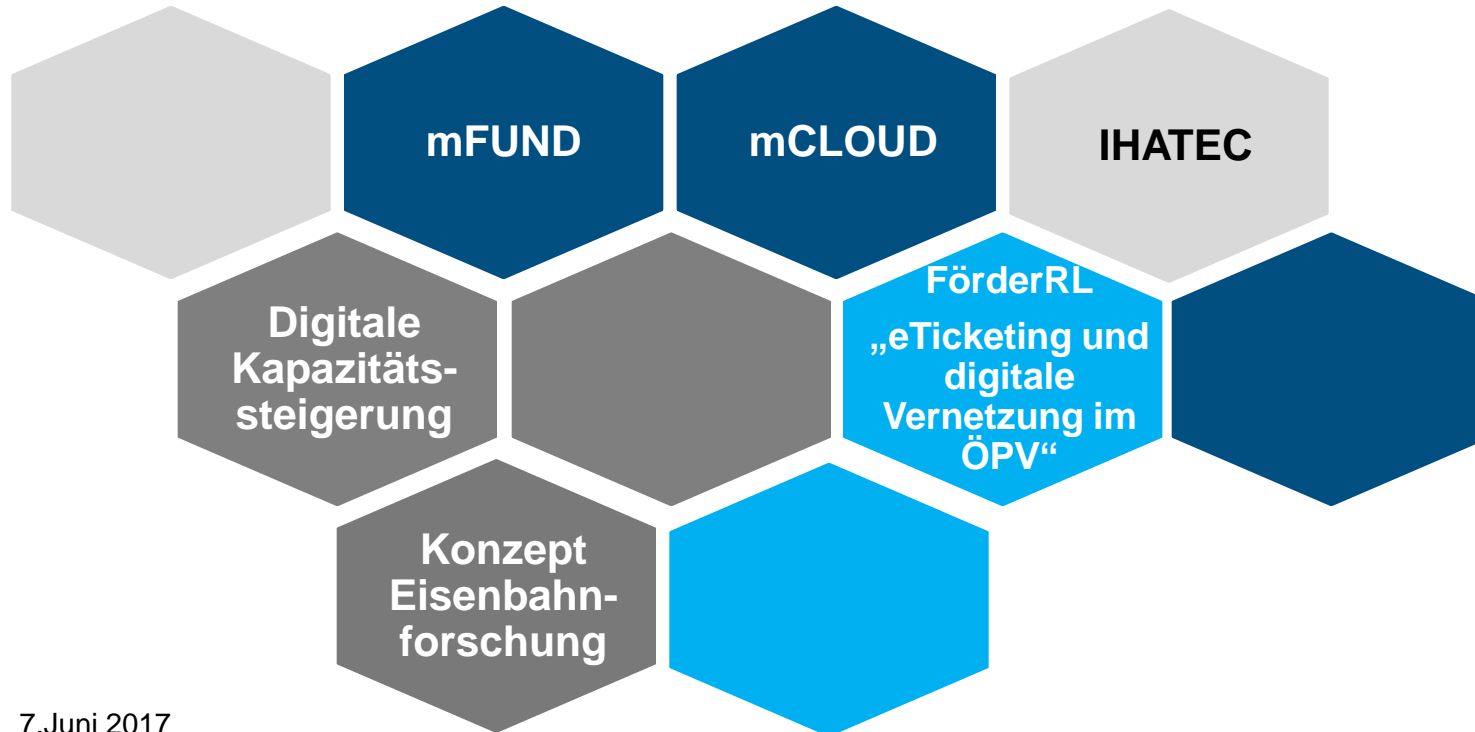 mFUND
mCLOUD
IHATEC
Digitale
Kapazitäts-
steigerung
FörderRL
„eTicketing und
digitale
Vernetzung im
ÖPV“
Konzept
Eisenbahn-
forschung
7.Juni 2017